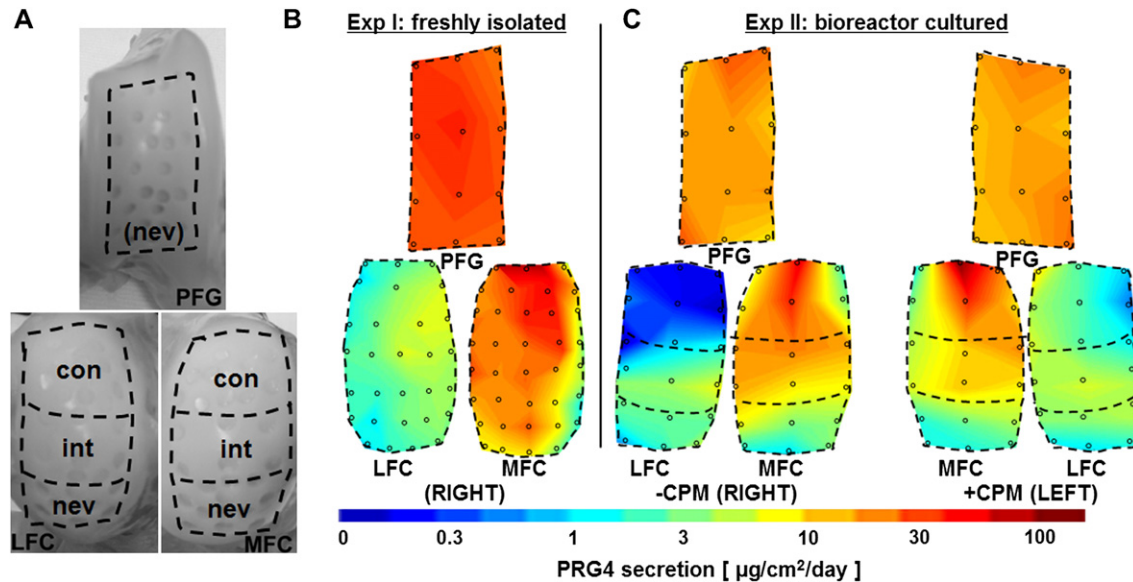 A
B
Exp I: freshly isolated
C
Exp II: bioreactor cultured
(nev)
PFG
PFG
PFG
PFG
con
int
nev
LFC
con
int
nev
MFC
LFC
MFC
(RIGHT)
LFC
MFC
-CPM (RIGHT)
MFC
LFC
+CPM (LEFT)
0 0.3 1 3 10 30 100
PRG4 secretion [ µg/cm²/day ]